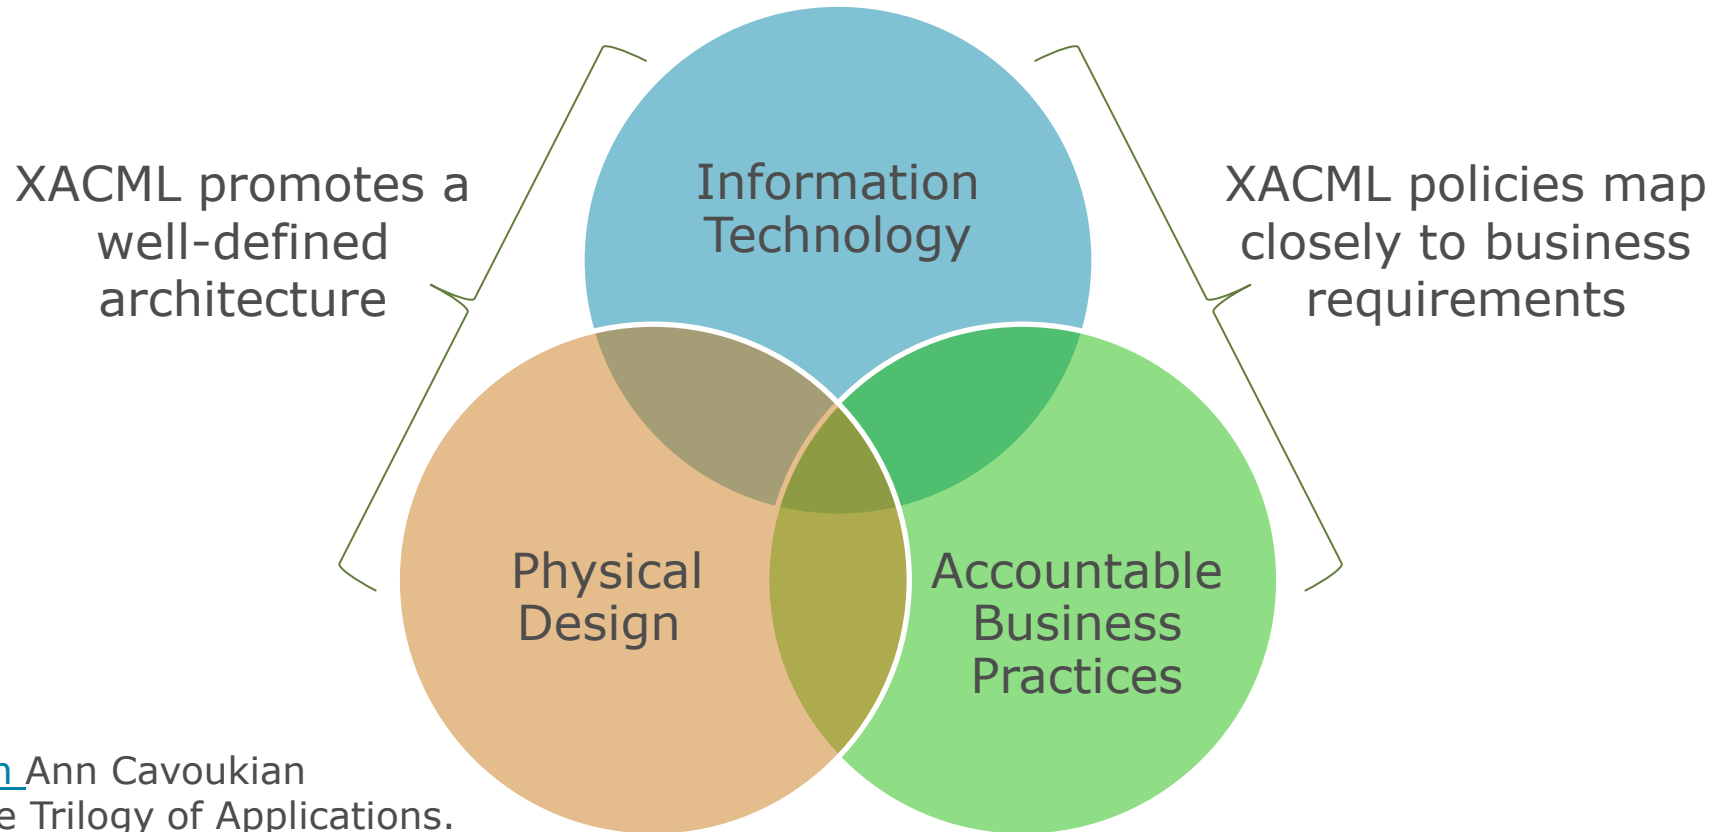 XACML promotes a
well-defined
architecture
Information
Technology
XACML policies map
closely to business
requirements
Physical
Design
Accountable
Business
Practices
Ann Cavoukian
Trilogy of Applications.